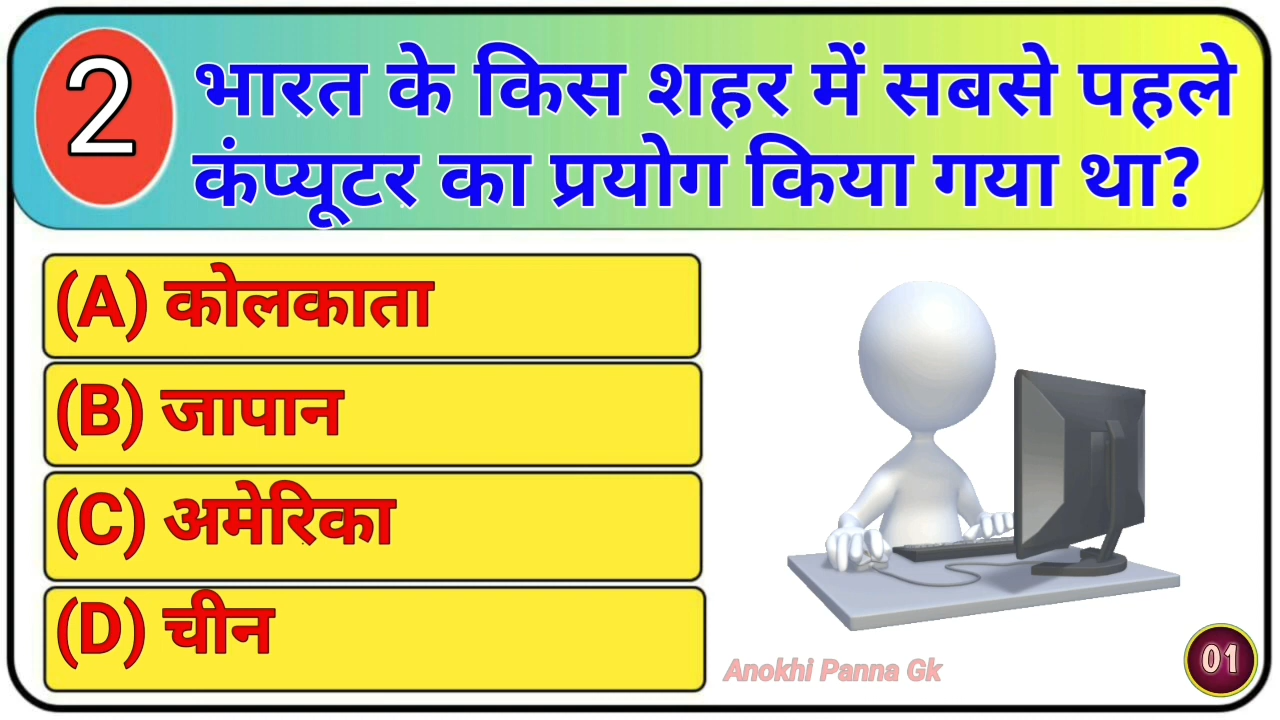 2
भारत के किस शहर में सबसे पहले
कंप्यूटर का प्रयोग किया गया था?
(A) कोलकाता
(B) जापान
(C) अमेरिका
(D) चीन
Anokhi Panna Gk
01